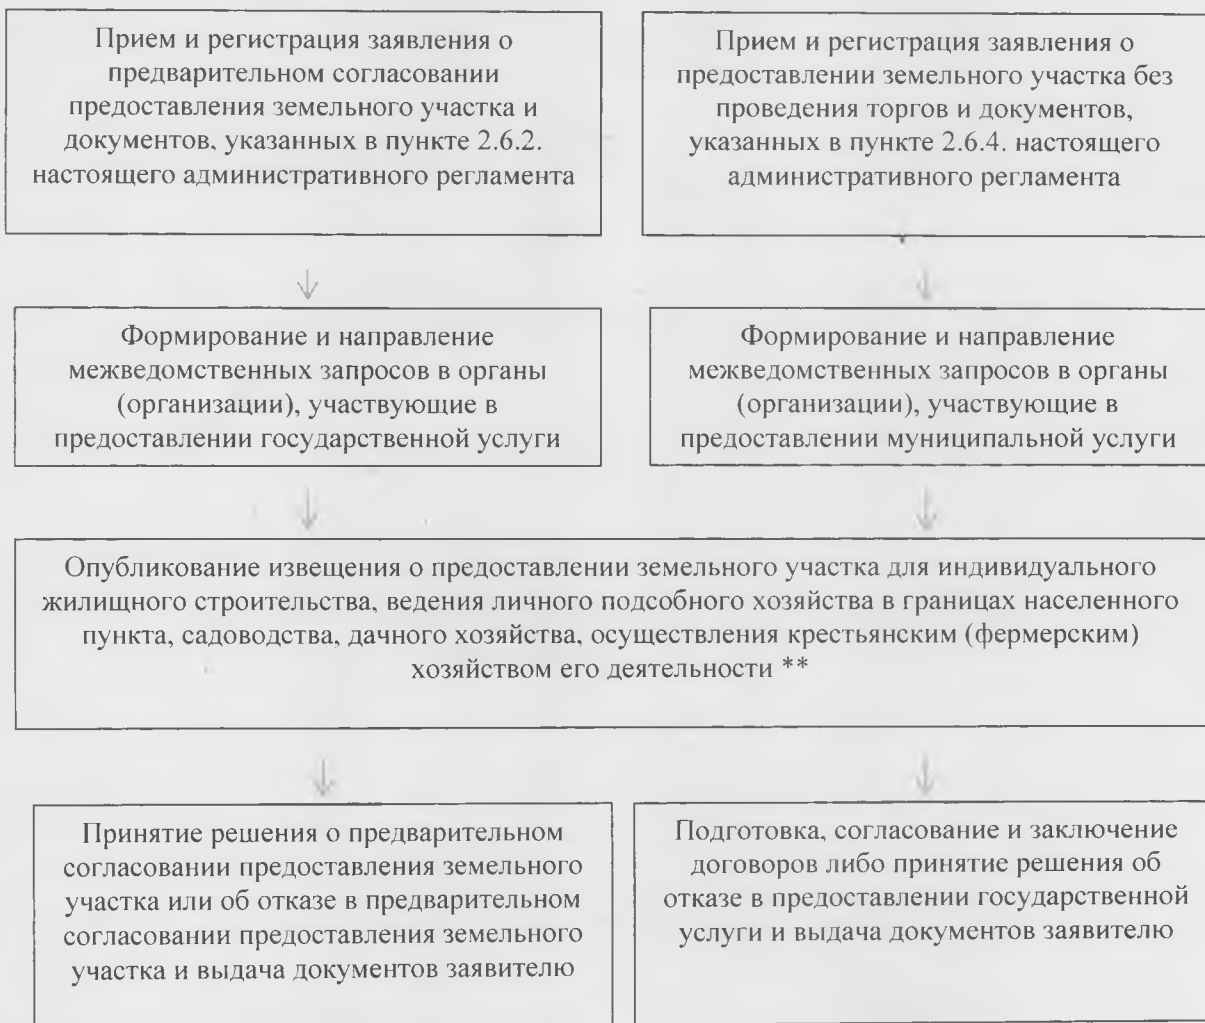 Прием и регистрация заявления о
предварительном согласовании
предоставления земельного участка и
документов, указанных в пункте 2.6.2.
настоящего административного регламента
Прием и регистрация заявления о
предоставлении земельного участка без
проведения торгов и документов,
указанных в пункте 2.6.4. настоящего
административного регламента
Формирование и направление
межведомственных запросов в органы
(организации), участвующие в
предоставлении государственной услуги
Формирование и направление
межведомственных запросов в органы
(организации), участвующие в
предоставлении муниципальной услуги
Опубликование извещения о предоставлении земельного участка для индивидуального
жилищного строительства, ведения личного подсобного хозяйства в границах населенного
пункта, садоводства, дачного хозяйства, осуществления крестьянским (фермерским)
хозяйством его деятельности **
Принятие решения о предварительном
согласовании предоставления земельного
участка или об отказе в предварительном
согласовании предоставления земельного
участка и выдача документов заявителю
Подготовка, согласование и заключение
договоров либо принятие решения об
отказе в предоставлении государственной
услуги и выдача документов заявителю